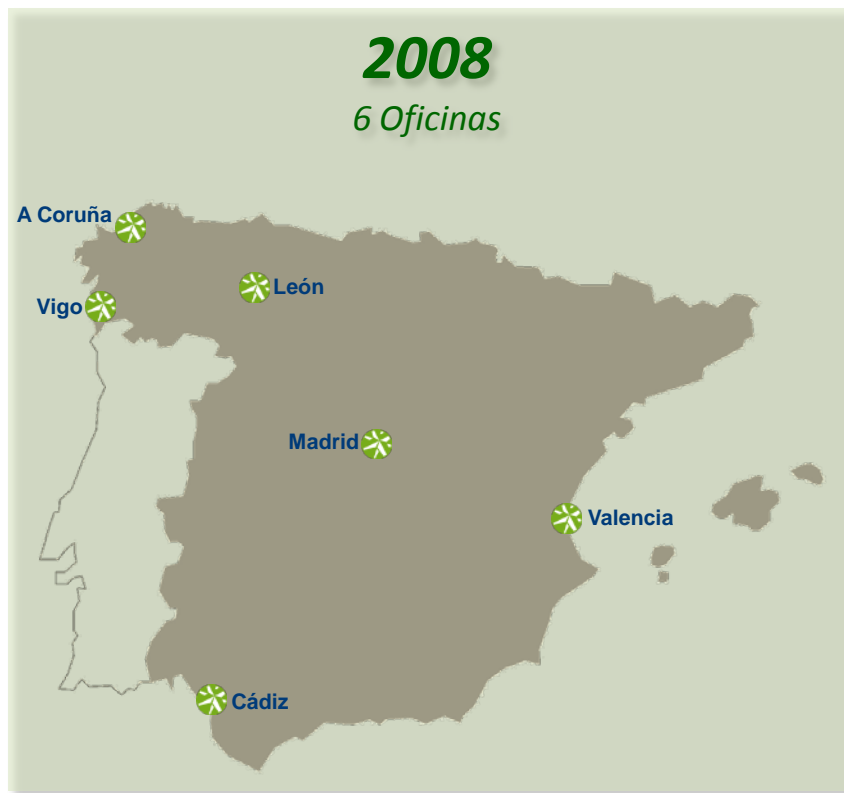 2008
6 Oficinas
A Coruña
León
Vigo
Madrid
Valencia
Cádiz